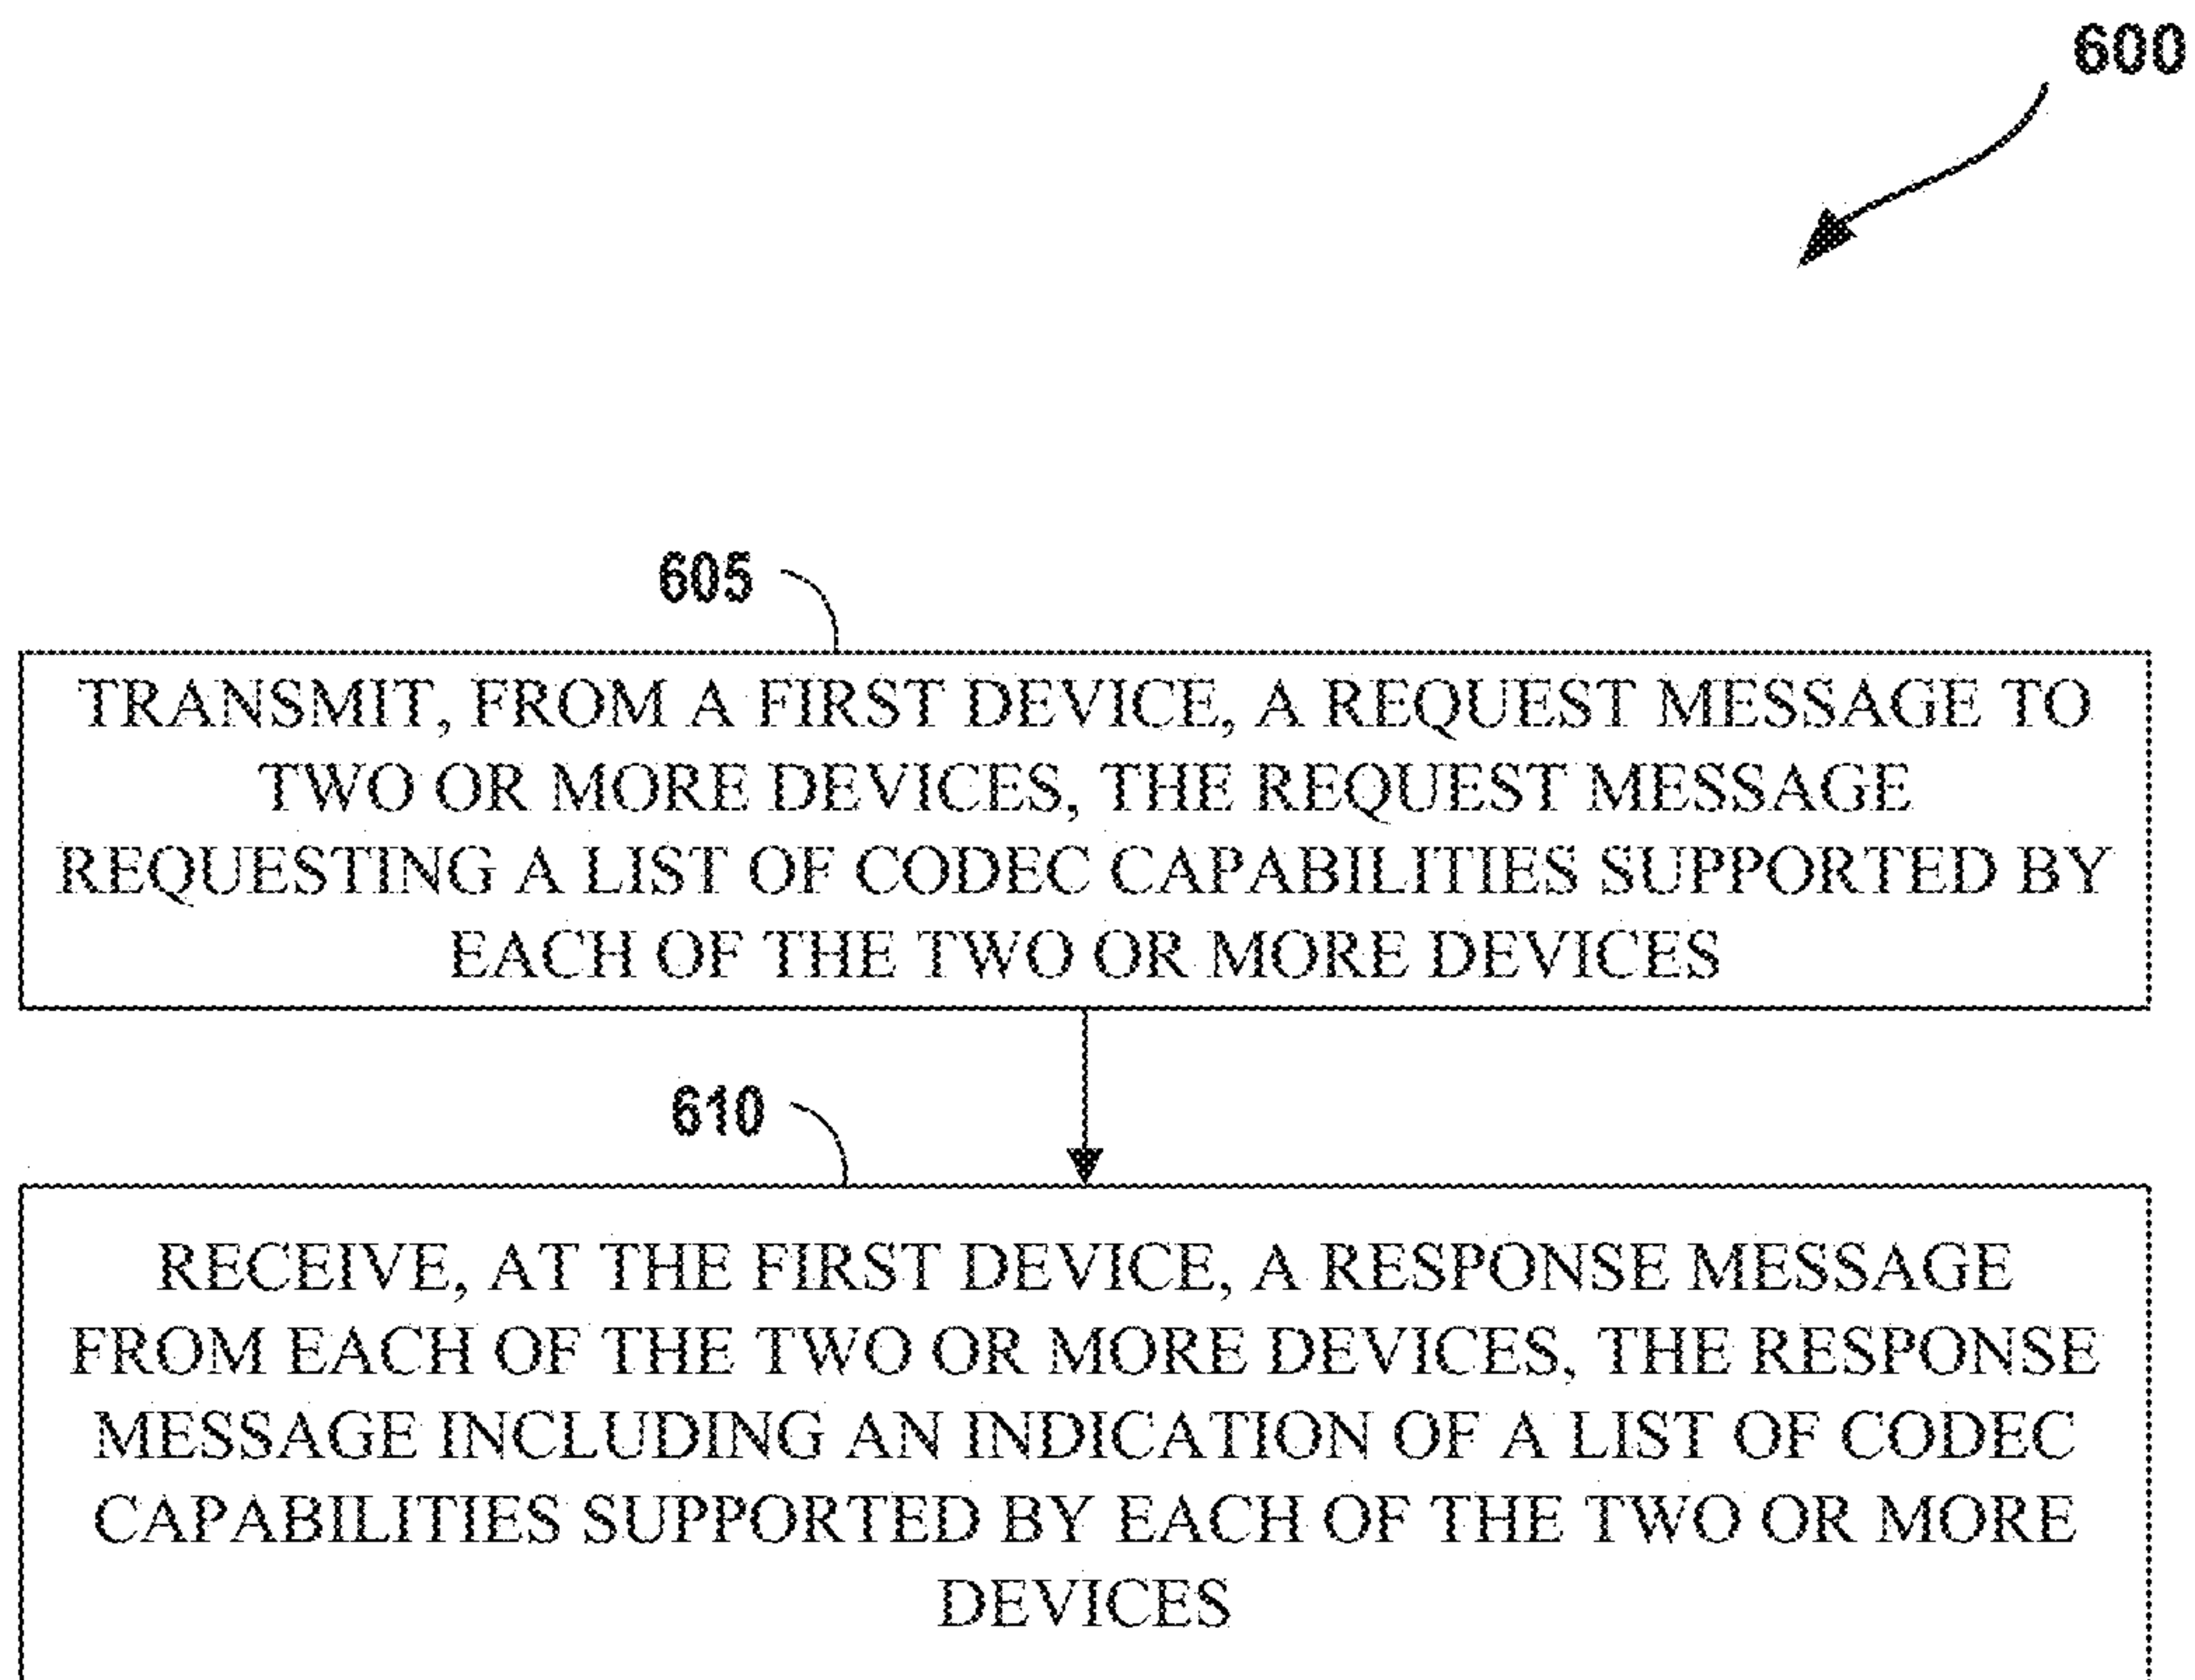 600
605
TRANSMIT, FROM A FIRST DEVICE, A REQUEST MESSAGE TO
TWO OR MORE DEVICES, THE REQUEST MESSAGE
REQUESTING A LIST OF CODEC CAPABILITIES SUPPORTED BY
EACH OF THE TWO OR MORE DEVICES
610
RECEIVE, AT THE FIRST DEVICE, A RESPONSE MESSAGE
FROM EACH OF THE TWO OR MORE DEVICES, THE RESPONSE
MESSAGE INCLUDING AN INDICATION OF A LIST OF CODEC
CAPABILITIES SUPPORTED BY EACH OF THE TWO OR MORE
DEVICES